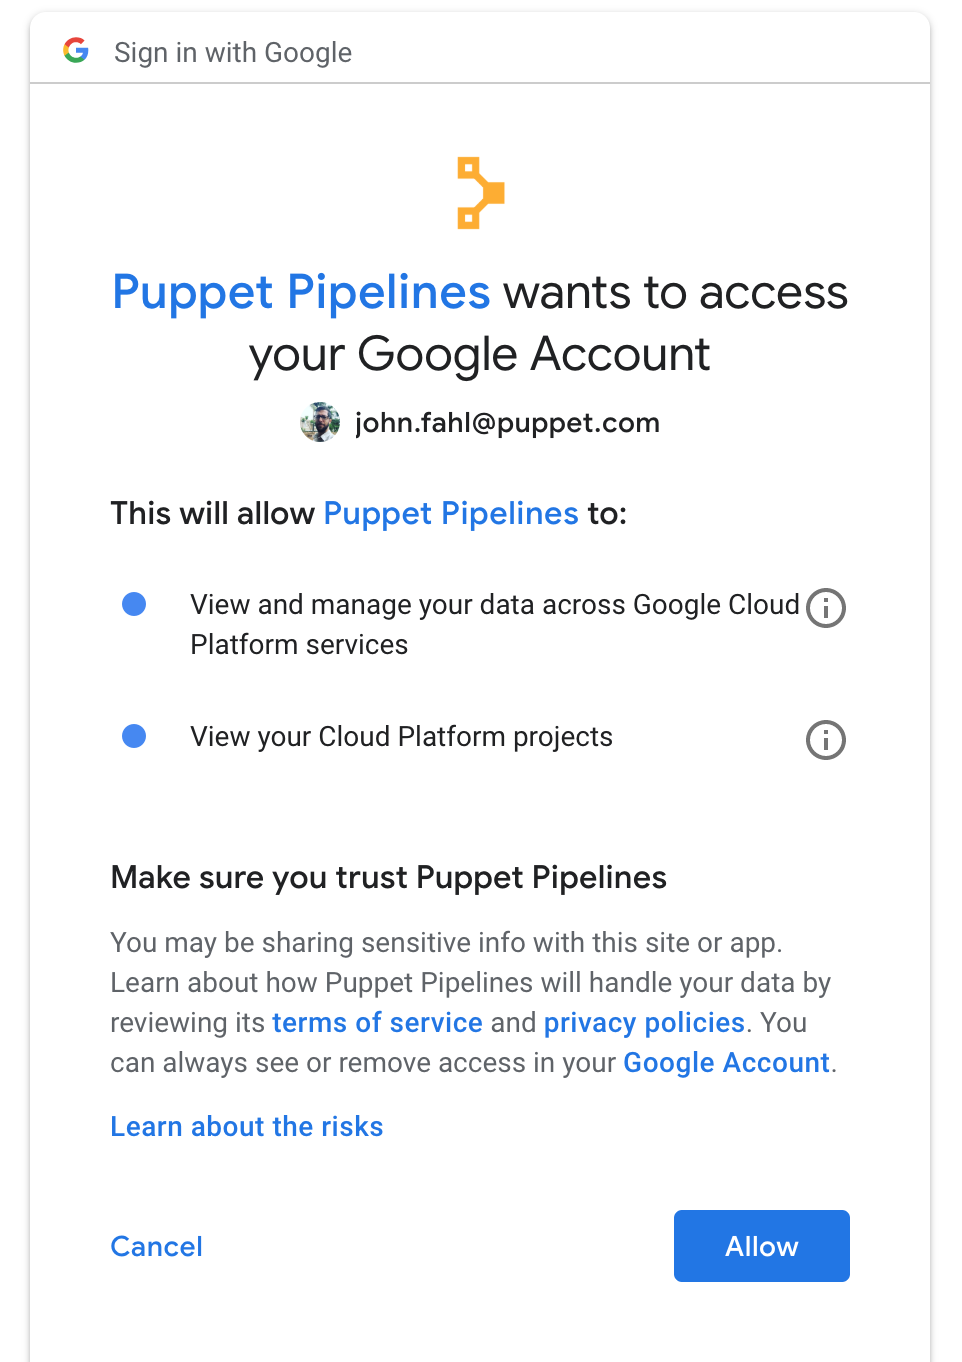 Sign in with Google
Puppet Pipelines wants to access
your Google Account
john.fahl@puppet.com
This will allow Puppet Pipelines to:
View and manage your data across Google Cloud
Platform services
View your Cloud Platform projects
Make sure you trust Puppet Pipelines
You may be sharing sensitive info with this site or app.
Learn about how Puppet Pipelines will handle your data by
reviewing its terms of service and privacy policies. You
can always see or remove access in your Google Account.
Learn about the risks
Cancel
Allow